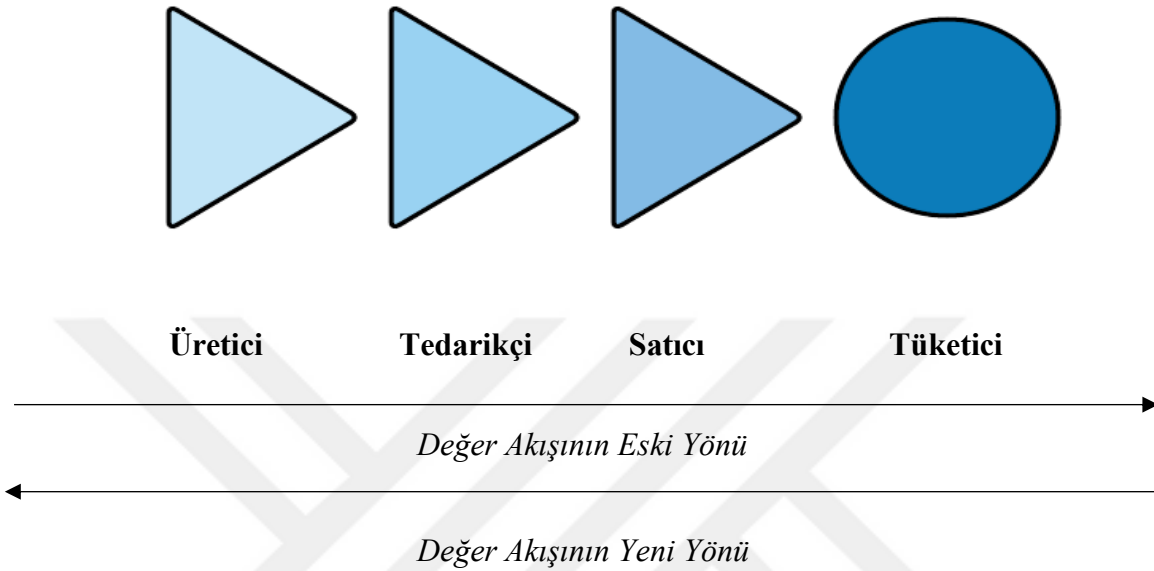 Üretici Tedarikçi Satıcı Tüketici
Değer Akışının Eski Yönü
Değer Akışının Yeni Yönü